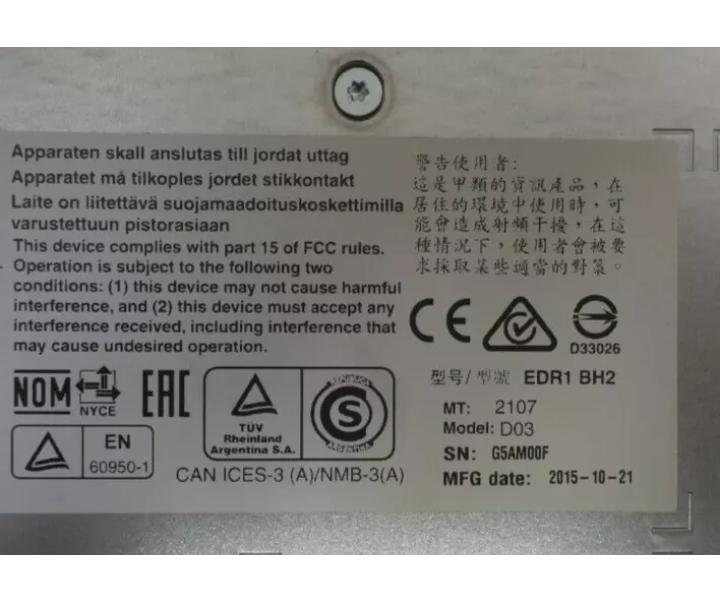 Apparaten skall anslutas till jordat uttag
Apparatet må tilkoples jordet stikkontakt
Laite on liitettävä suojamaadoituskoskettimilla
varustettuun pistorasiaan
This device complies with part 15 of FCC rules.
Operation is subject to the following two
conditions: (1) this device may not cause harmful
interference, and (2) this device must accept any
interference received, including interference that
may cause undesired operation.
警告使用者:
這是甲類的資訊產品，在
居住的環境中使用時，可
能會造成射頻干擾，在這
種情況下，使用者會被要
求採取某些適當的對策。
CE
D33026
NOM
NYCE
EAC
TÜV
Rheinland
Argentina S.A.
REPUBLICA
S
ARGENTINA
EN
60950-1
CAN ICES-3 (A)/NMB-3(A)
型号/型號 EDR1 BH2
MT: 2107
Model: D03
SN: G5AM00F
MFG date: 2015-10-21